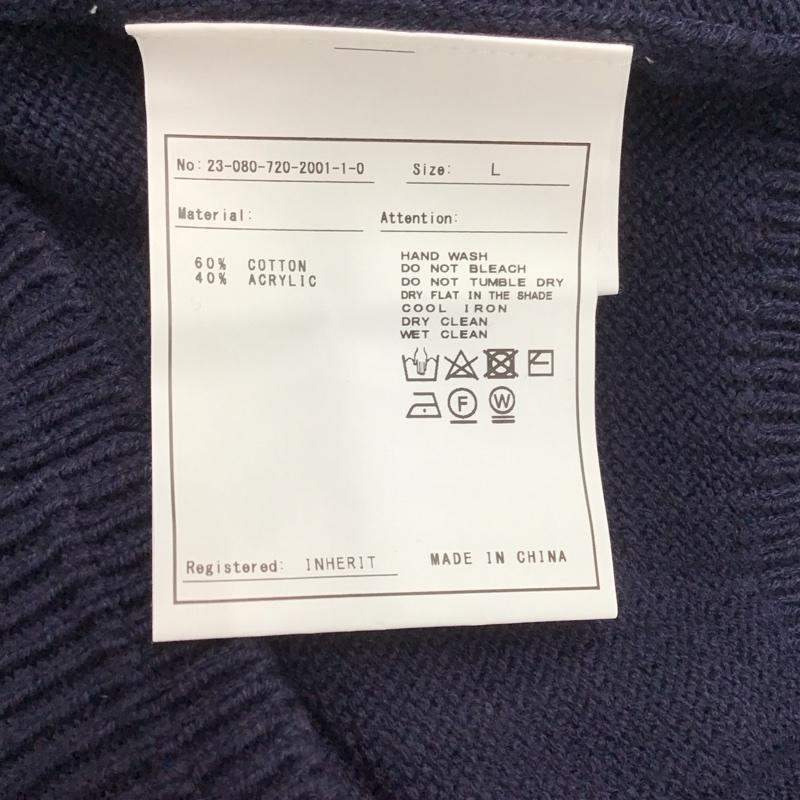 No: 23-080-720-2001-1-0 Size: L
Material: Attention:
60% COTTON
40% ACRYLIC
HAND WASH
DO NOT BLEACH
DO NOT TUMBLE DRY
DRY FLAT IN THE SHADE
COOL IRON
DRY CLEAN
WET CLEAN
F W
Registered: INHERIT MADE IN CHINA